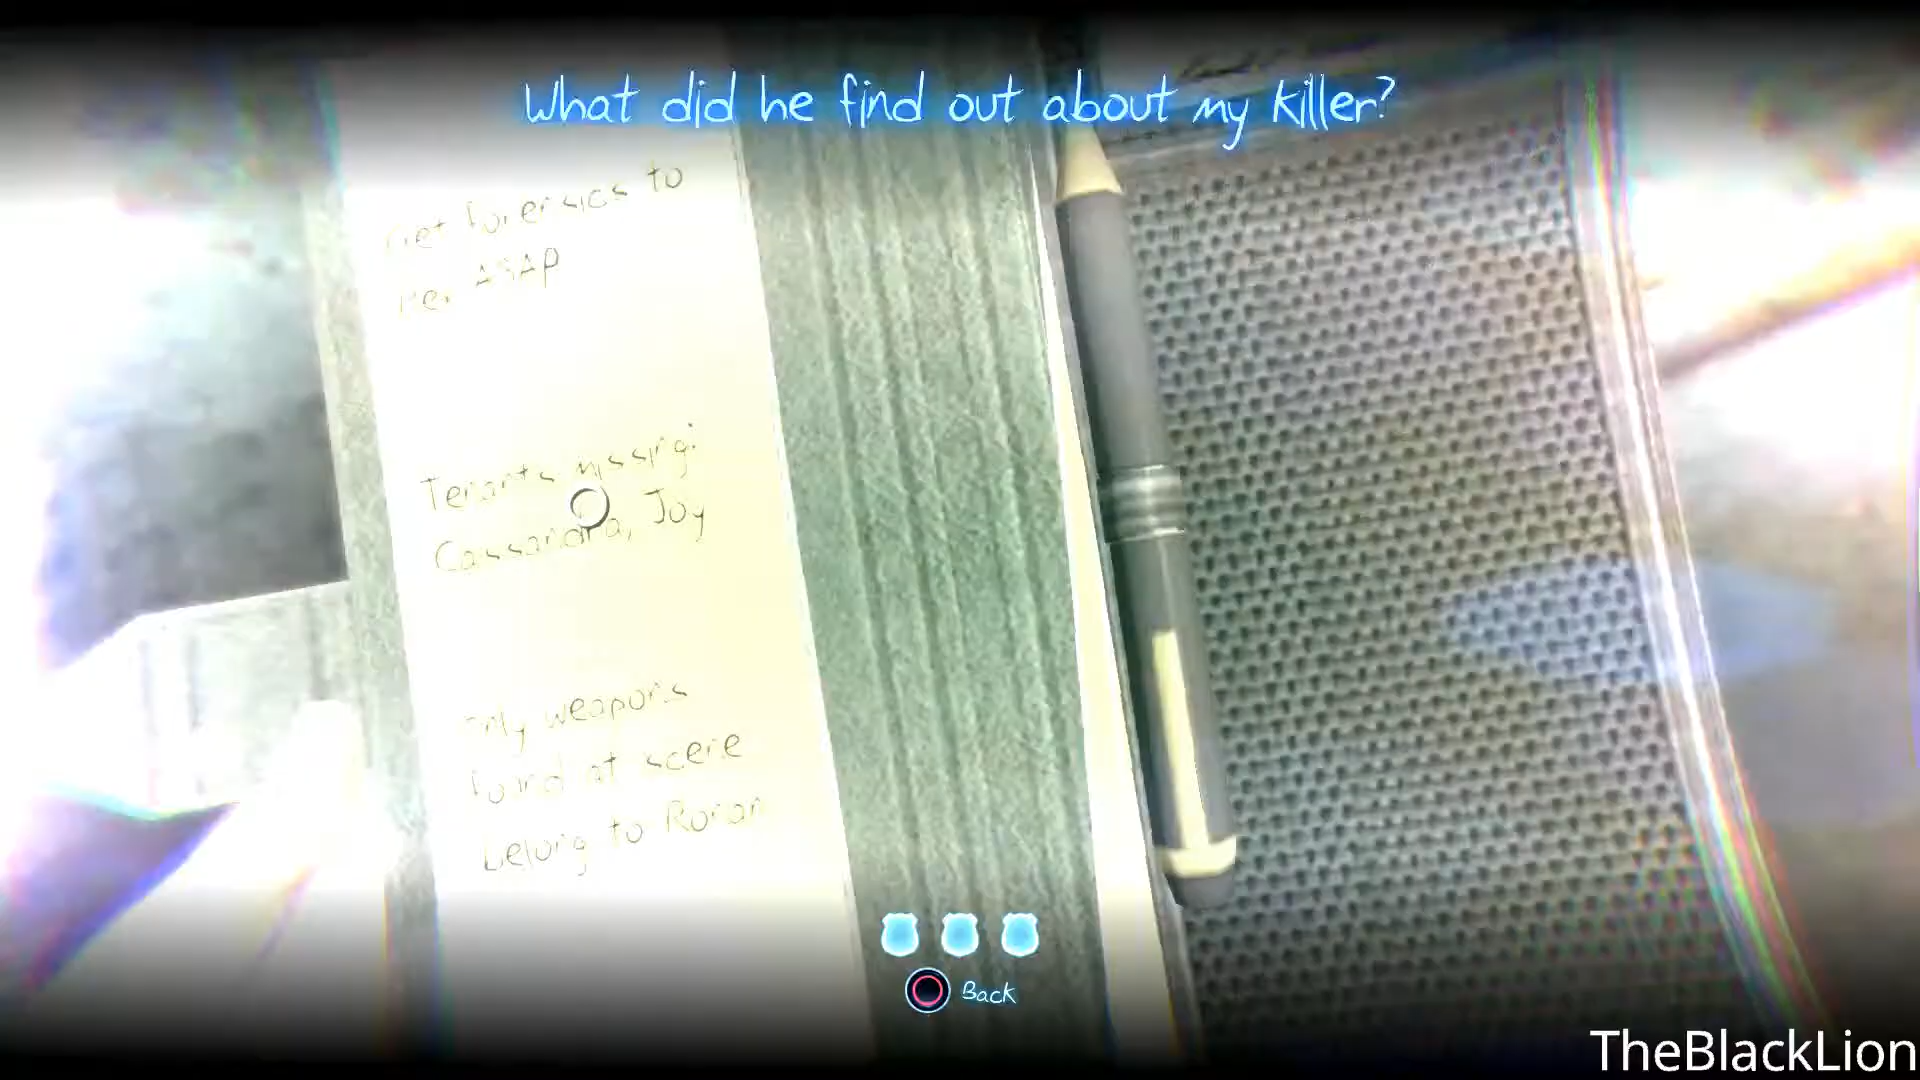 What did he find out about my killer?
Get forensics to
me, ASAP
Tenants missing:
Cassandra, Joy
Only weapons
found at scene
belong to Ronan
Back
TheBlackLion